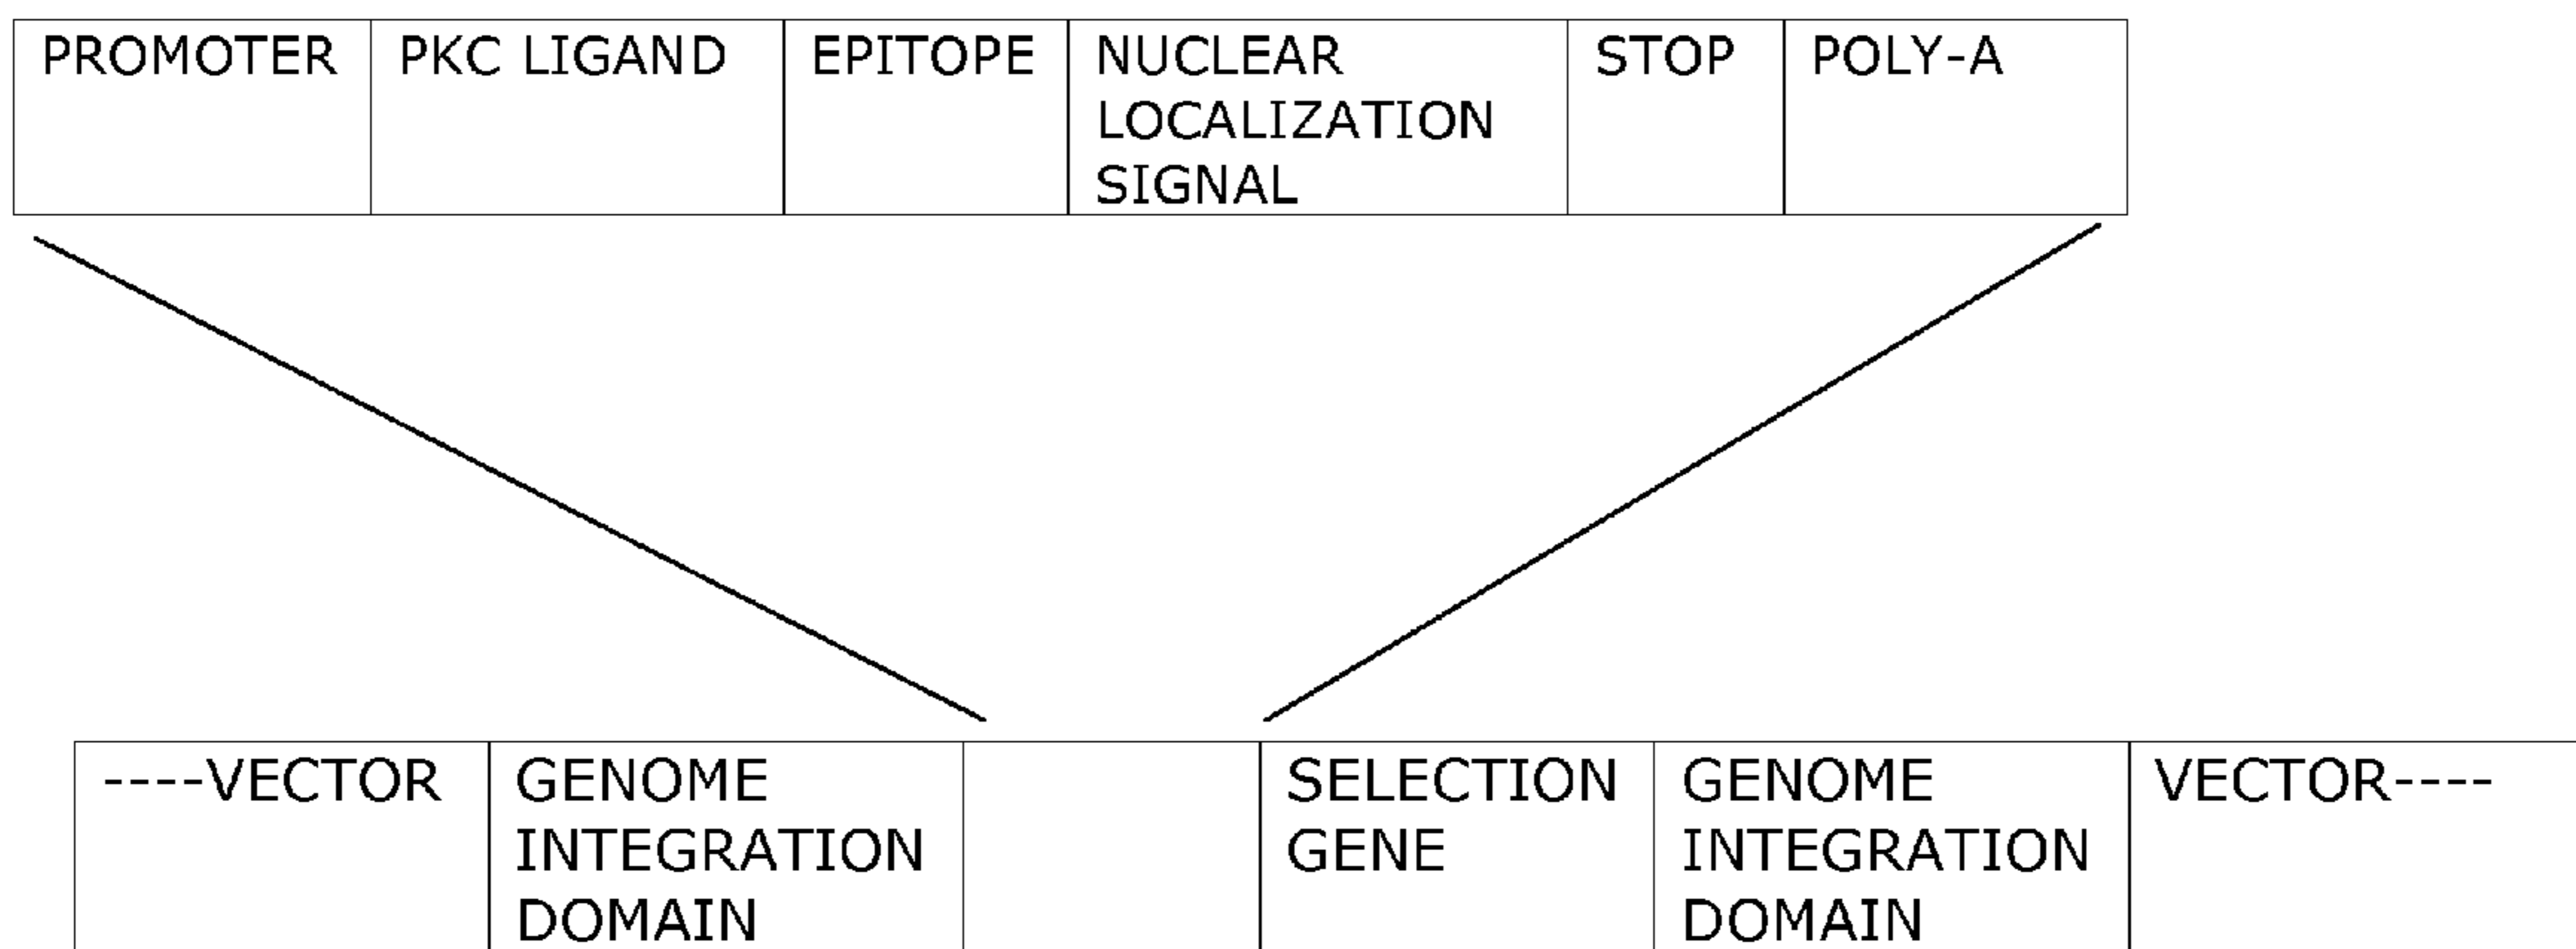 PROMOTER
PKC LIGAND
EPITOPE
NUCLEAR
LOCALIZATION
SIGNAL
STOP
POLY-A
----VECTOR
GENOME
INTEGRATION
DOMAIN
SELECTION
GENE
GENOME
INTEGRATION
DOMAIN
VECTOR----